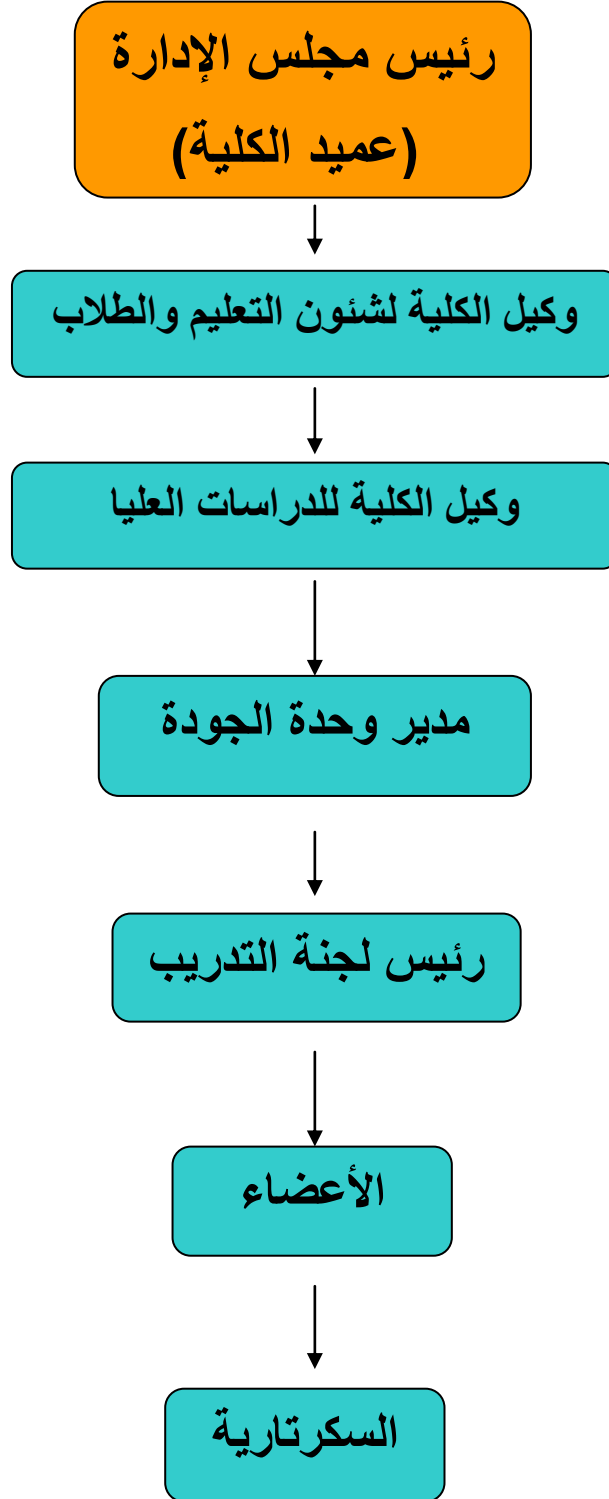 رئيس مجلس الإدارة
(عميد الكلية)
وكيل الكلية لشئون التعليم والطلاب
وكيل الكلية للدراسات العليا
مدير وحدة الجودة
رئيس لجنة التدريب
الأعضاء
السكرتارية